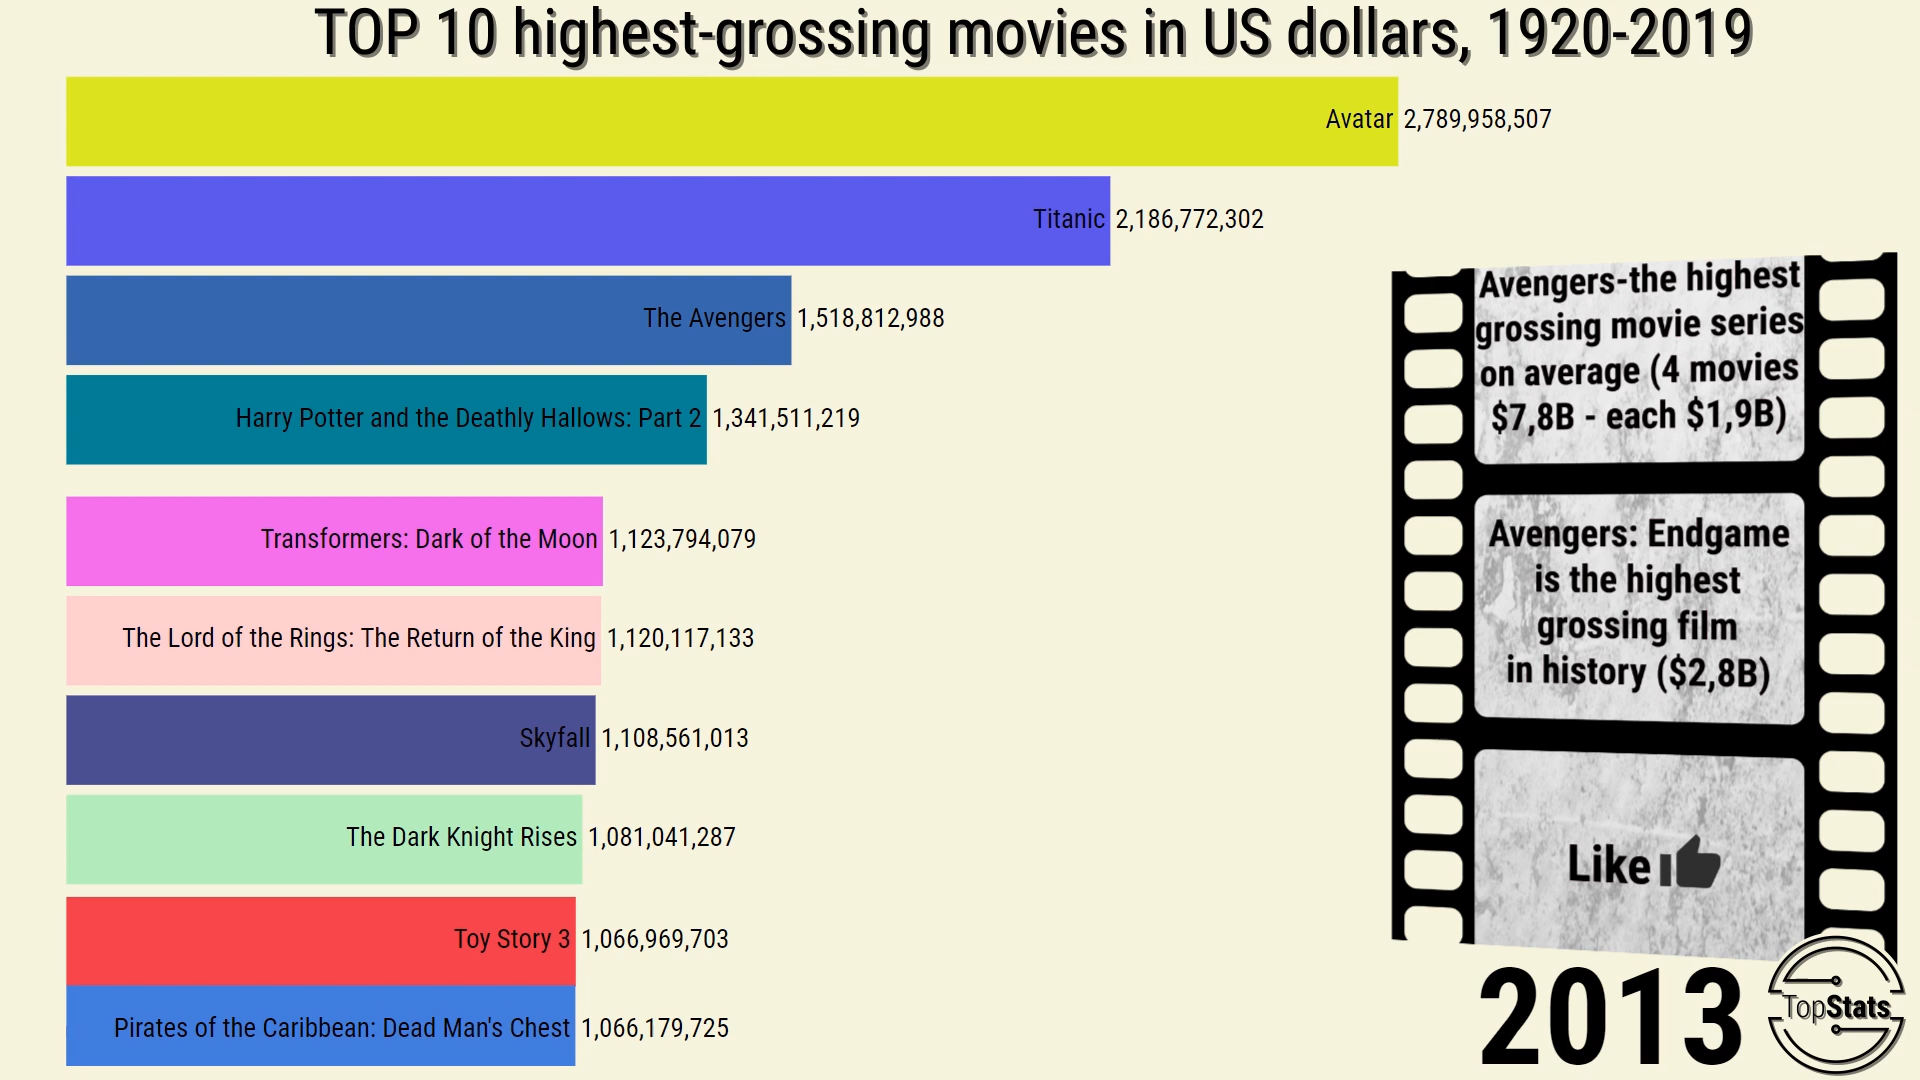 TOP 10 highest-grossing movies in US dollars, 1920-2019
Avatar 2,789,958,507
Titanic 2,186,772,302
The Avengers 1,518,812,988
Harry Potter and the Deathly Hallows: Part 2 1,341,511,219
Transformers: Dark of the Moon 1,123,794,079
The Lord of the Rings: The Return of the King 1,120,117,133
Skyfall 1,108,561,013
The Dark Knight Rises 1,081,041,287
Toy Story 3 1,066,969,703
Pirates of the Caribbean: Dead Man's Chest 1,066,179,725
Avengers-the highest
grossing movie series
on average (4 movies
$7,8B - each $1,9B)
Avengers: Endgame
is the highest
grossing film
in history ($2,8B)
Like
2013
TopStats